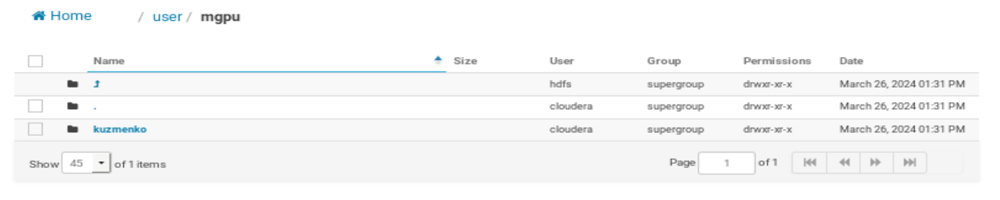 Home / user / mgpu
Name Size User Group Permissions Date
hdfs supergroup drwxr-xr-x March 26, 2024 01:31 PM
. cloudera supergroup drwxr-xr-x March 26, 2024 01:31 PM
kuzmenko cloudera supergroup drwxr-xr-x March 26, 2024 01:31 PM
Show 45 of 1 items Page 1 of 1